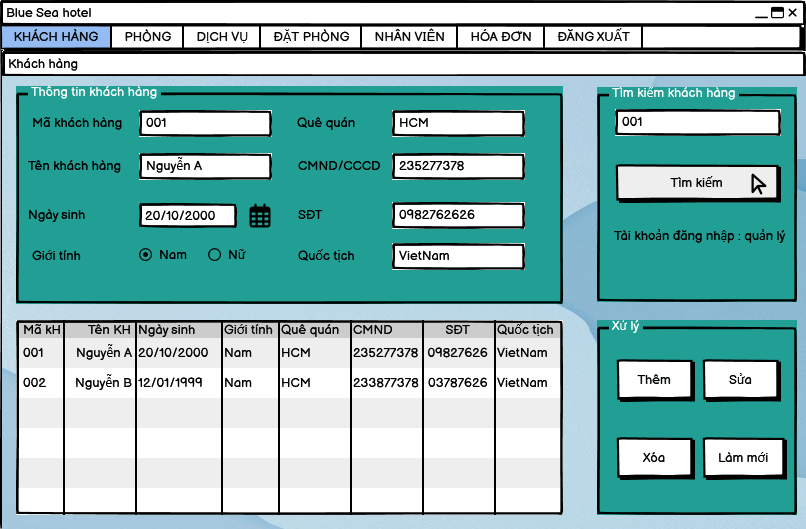 Blue Sea hotel
KHÁCH HÀNG PHÒNG DỊCH VỤ ĐẶT PHÒNG NHÂN VIÊN HÓA ĐƠN ĐĂNG XUẤT
Khách hàng
Thông tin khách hàng
Mã khách hàng 001 Quê quán HCM
Tên khách hàng Nguyễn A CMND/CCCD 235277378
Ngày sinh 20/10/2000 SĐT 0982762626
Giới tính Nam Nữ Quốc tịch VietNam
Tìm kiếm khách hàng
001
Tìm kiếm
Tài khoản đăng nhập : quản lý
Mã kH Tên KH Ngày sinh Giới tính Quê quán CMND SĐT Quốc tịch
001 Nguyễn A 20/10/2000 Nam HCM 235277378 09827626 VietNam
002 Nguyễn B 12/01/1999 Nam HCM 233877378 03787626 VietNam
Xử lý
Thêm Sửa
Xóa Làm mới